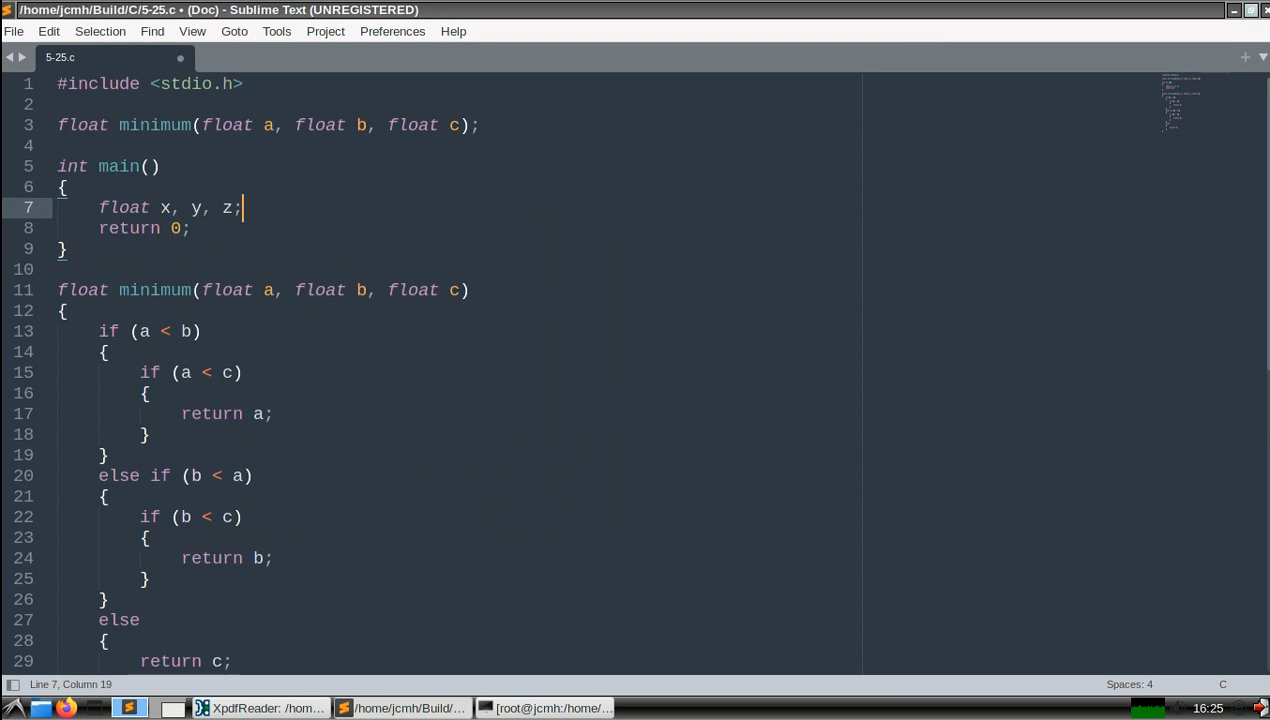 /home/jcmh/Build/C/5-25.c • (Doc) - Sublime Text (UNREGISTERED)
File Edit Selection Find View Goto Tools Project Preferences Help
5-25.c
1 #include <stdio.h>
2
3 float minimum(float a, float b, float c);
4
5 int main()
6 {
7     float x, y, z;
8     return 0;
9 }
10
11 float minimum(float a, float b, float c)
12 {
13     if (a < b)
14     {
15         if (a < c)
16         {
17             return a;
18         }
19     }
20     else if (b < a)
21     {
22         if (b < c)
23         {
24             return b;
25         }
26     }
27     else
28     {
29         return c;
Line 7, Column 19 Spaces: 4 C
XpdfReader: /hom... /home/jcmh/Build/... [root@jcmh:/home/... 16:25